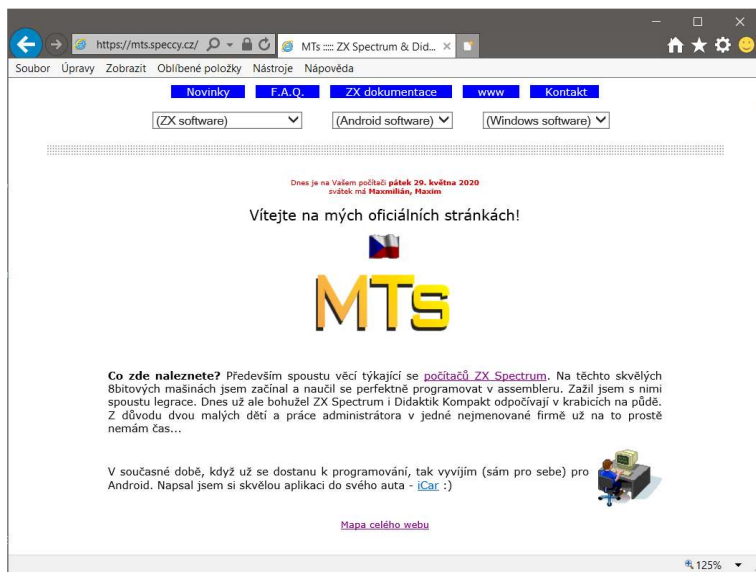 https://mts.speccy.cz/
MTs ::::: ZX Spectrum & Did...
Soubor Úpravy Zobrazit Oblíbené položky Nástroje Nápověda
Novinky F.A.Q. ZX dokumentace www Kontakt
(ZX software) (Android software) (Windows software)
Dnes je na Vašem počítači pátek 29. května 2020
svátek má Maxmilián, Maxim
Vítejte na mých oficiálních stránkách!
MTs
Co zde naleznete? Především spoustu věcí týkající se počítačů ZX Spectrum. Na těchto skvělých
8bitových mašinách jsem začínal a naučil se perfektně programovat v assembleru. Zažil jsem s nimi
spoustu legrace. Dnes už ale bohužel ZX Spectrum i Didaktik Kompakt odpočívají v krabicích na půdě.
Z důvodu dvou malých dětí a práce administrátora v jedné nejmenované firmě už na to prostě
nemám čas...
V současné době, když už se dostanu k programování, tak vyvíjím (sám pro sebe) pro
Android. Napsal jsem si skvělou aplikaci do svého auta - iCar :)
Mapa celého webu
125%